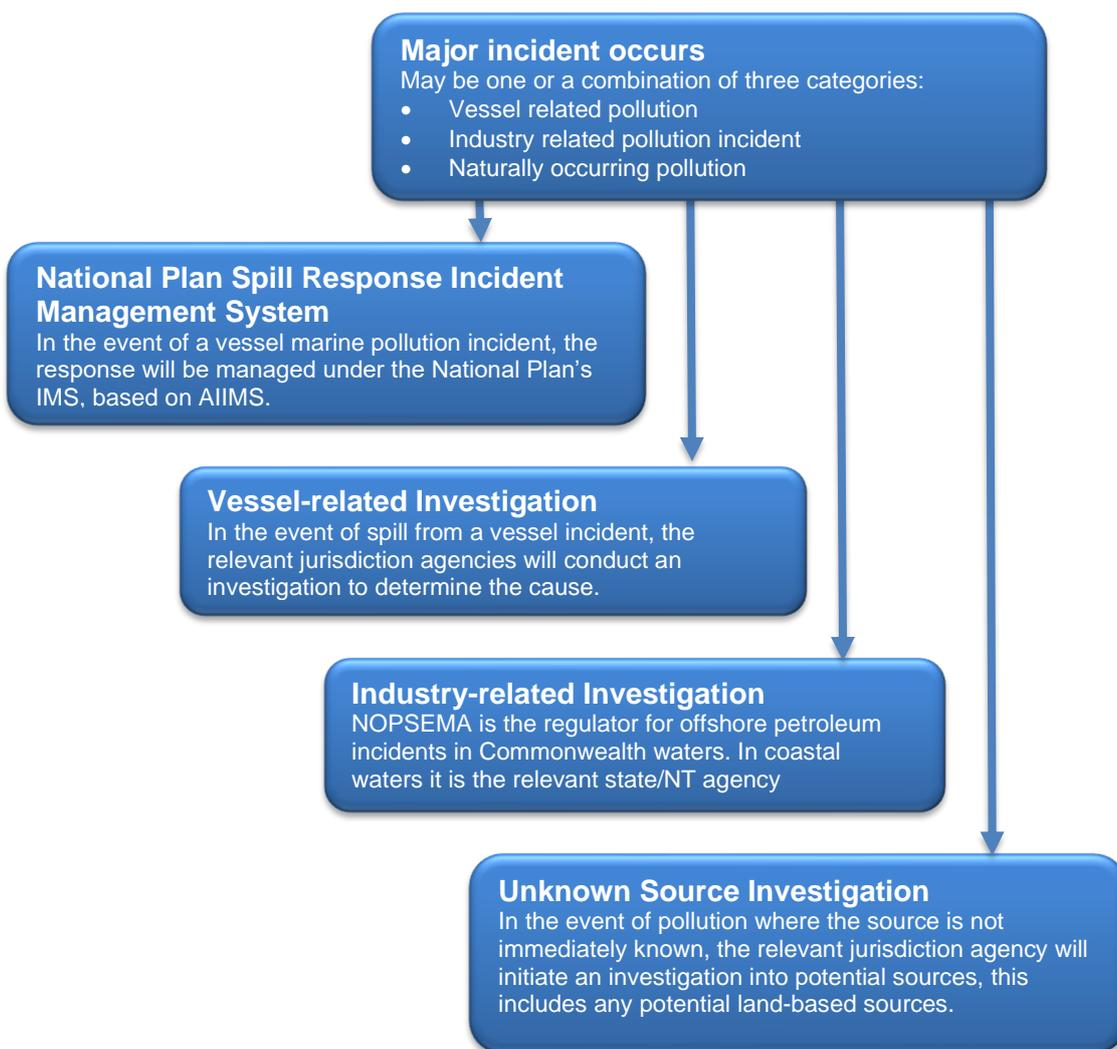 Major incident occurs
May be one or a combination of three categories:
• Vessel related pollution
• Industry related pollution incident
• Naturally occurring pollution
National Plan Spill Response Incident
Management System
In the event of a vessel marine pollution incident, the
response will be managed under the National Plan's
IMS, based on AIIMS.
Vessel-related Investigation
In the event of spill from a vessel incident, the
relevant jurisdiction agencies will conduct an
investigation to determine the cause.
Industry-related Investigation
NOPSEMA is the regulator for offshore petroleum
incidents in Commonwealth waters. In coastal
waters it is the relevant state/NT agency
Unknown Source Investigation
In the event of pollution where the source is not
immediately known, the relevant jurisdiction agency will
initiate an investigation into potential sources, this
includes any potential land-based sources.